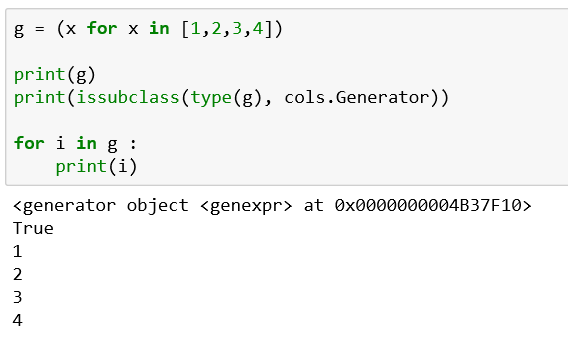 g = (x for x in [1,2,3,4])
print(g)
print(issubclass(type(g), cols.Generator))
for i in g :
    print(i)
<generator object <genexpr> at 0x0000000004B37F10>
True
1
2
3
4